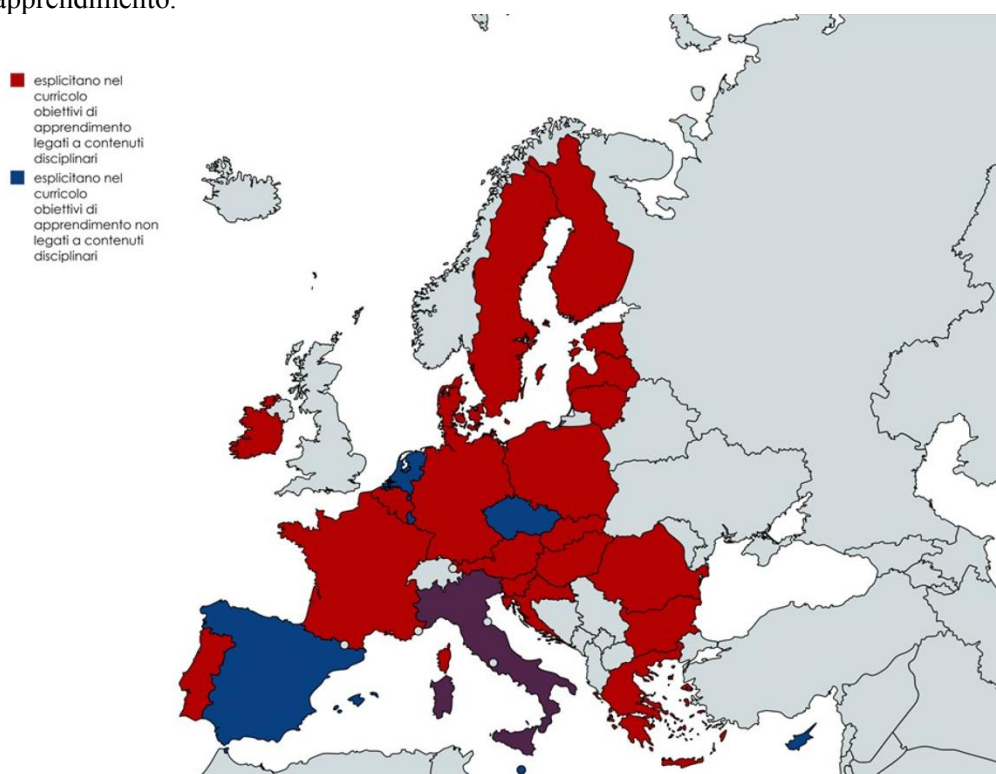 apprendimento.
esplicitano nel
curricolo
obiettivi di
apprendimento
legati a contenuti
disciplinari
esplicitano nel
curricolo
obiettivi di
apprendimento non
legati a contenuti
disciplinari